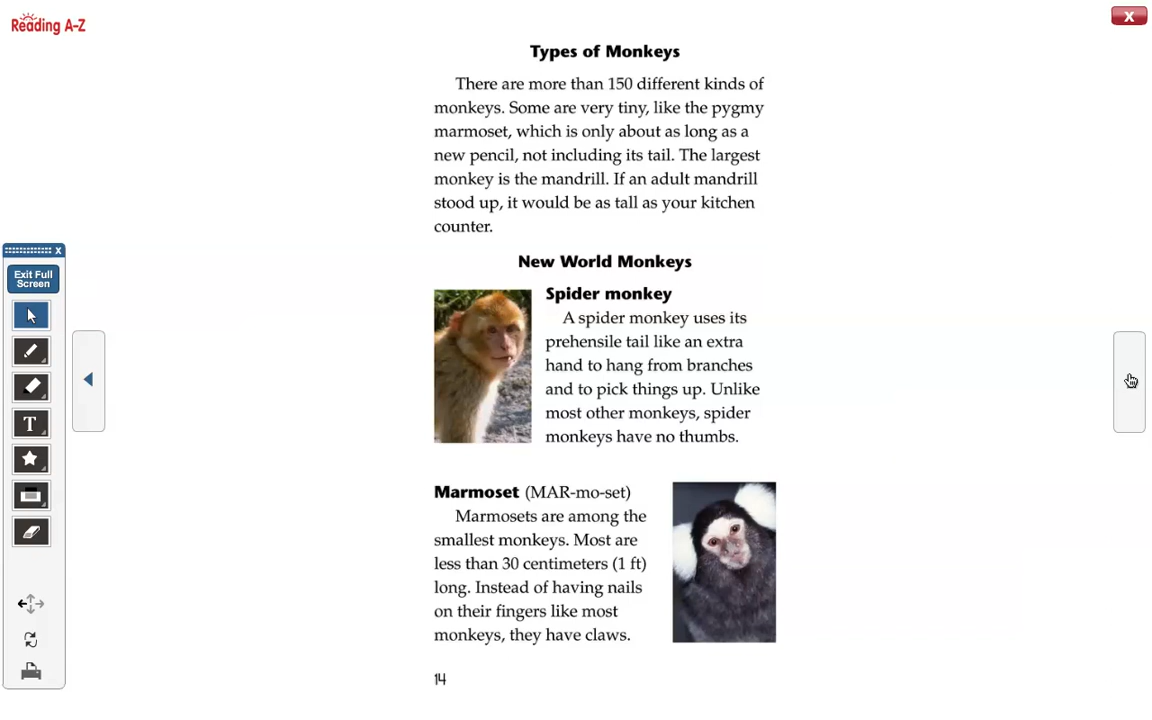 Reading A-Z
X
Types of Monkeys
There are more than 150 different kinds of
monkeys. Some are very tiny, like the pygmy
marmoset, which is only about as long as a
new pencil, not including its tail. The largest
monkey is the mandrill. If an adult mandrill
stood up, it would be as tall as your kitchen
counter.
New World Monkeys
Spider monkey
A spider monkey uses its
prehensile tail like an extra
hand to hang from branches
and to pick things up. Unlike
most other monkeys, spider
monkeys have no thumbs.
Marmoset (MAR-mo-set)
Marmosets are among the
smallest monkeys. Most are
less than 30 centimeters (1 ft)
long. Instead of having nails
on their fingers like most
monkeys, they have claws.
14
x
Exit Full
Screen
T